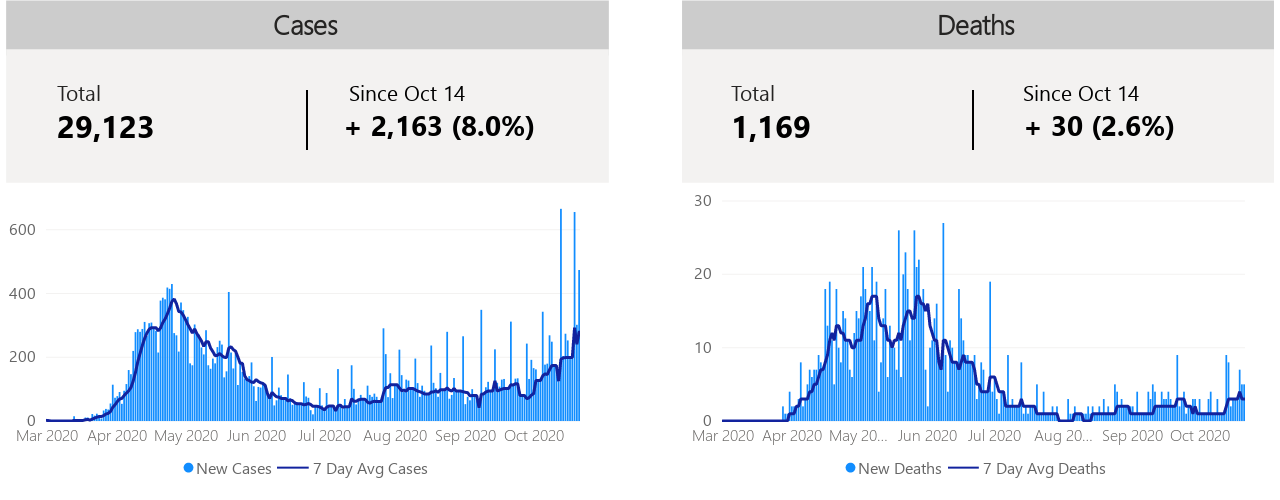 Cases
Total
29,123
Since Oct 14
+ 2,163 (8.0%)
600
400
200
0
Mar 2020 Apr 2020 May 2020 Jun 2020 Jul 2020 Aug 2020 Sep 2020 Oct 2020
New Cases 7 Day Avg Cases
Deaths
Total
1,169
Since Oct 14
+ 30 (2.6%)
30
20
10
0
Mar 2020 Apr 2020 May 20... Jun 2020 Jul 2020 Aug 20... Sep 2020 Oct 2020
New Deaths 7 Day Avg Deaths